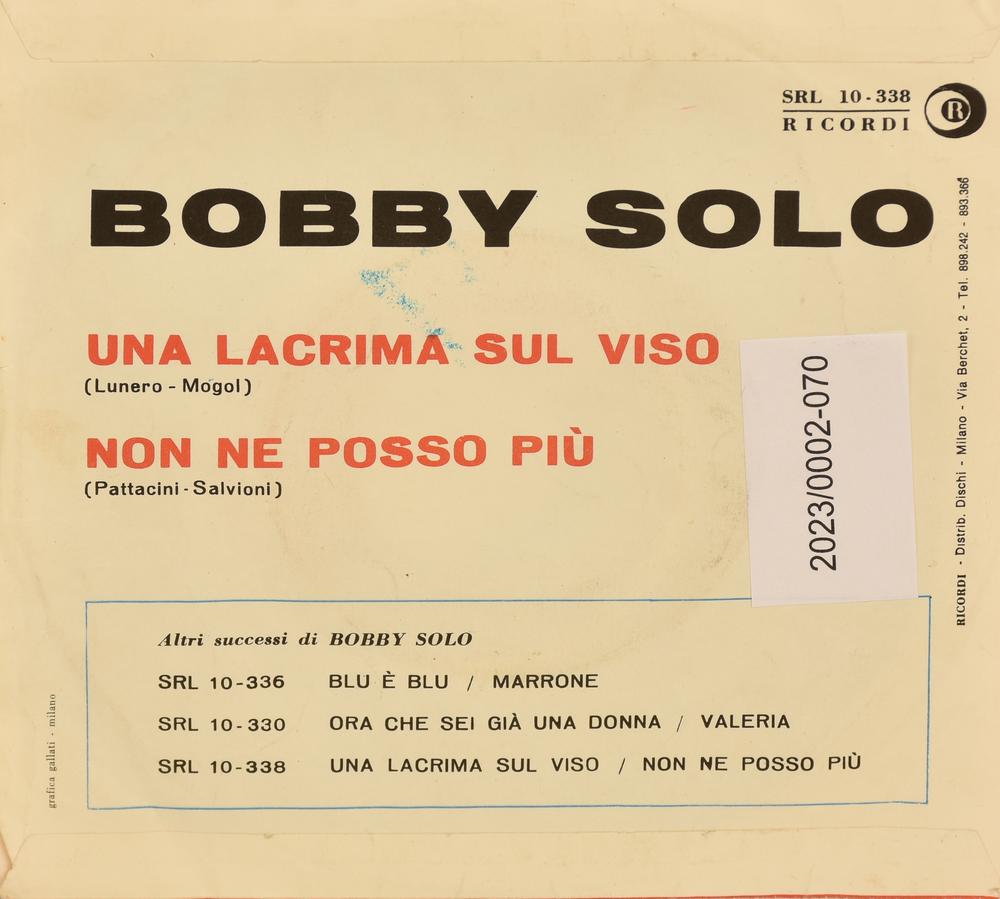 SRL 10-338
RICORDI
R
BOBBY SOLO
UNA LACRIMA SUL VISO
(Lunero - Mogol)
NON NE POSSO PIÙ
(Pattacini - Salvioni)
2023/0002-070
RICORDI - Distrib. Dischi - Milano - Via Berchet, 2 - Tel. 898.242 - 893.366
Altri successi di BOBBY SOLO
SRL 10-336 BLU È BLU / MARRONE
SRL 10-330 ORA CHE SEI GIÀ UNA DONNA / VALERIA
SRL 10-338 UNA LACRIMA SUL VISO / NON NE POSSO PIÙ
grafica gallati - milano